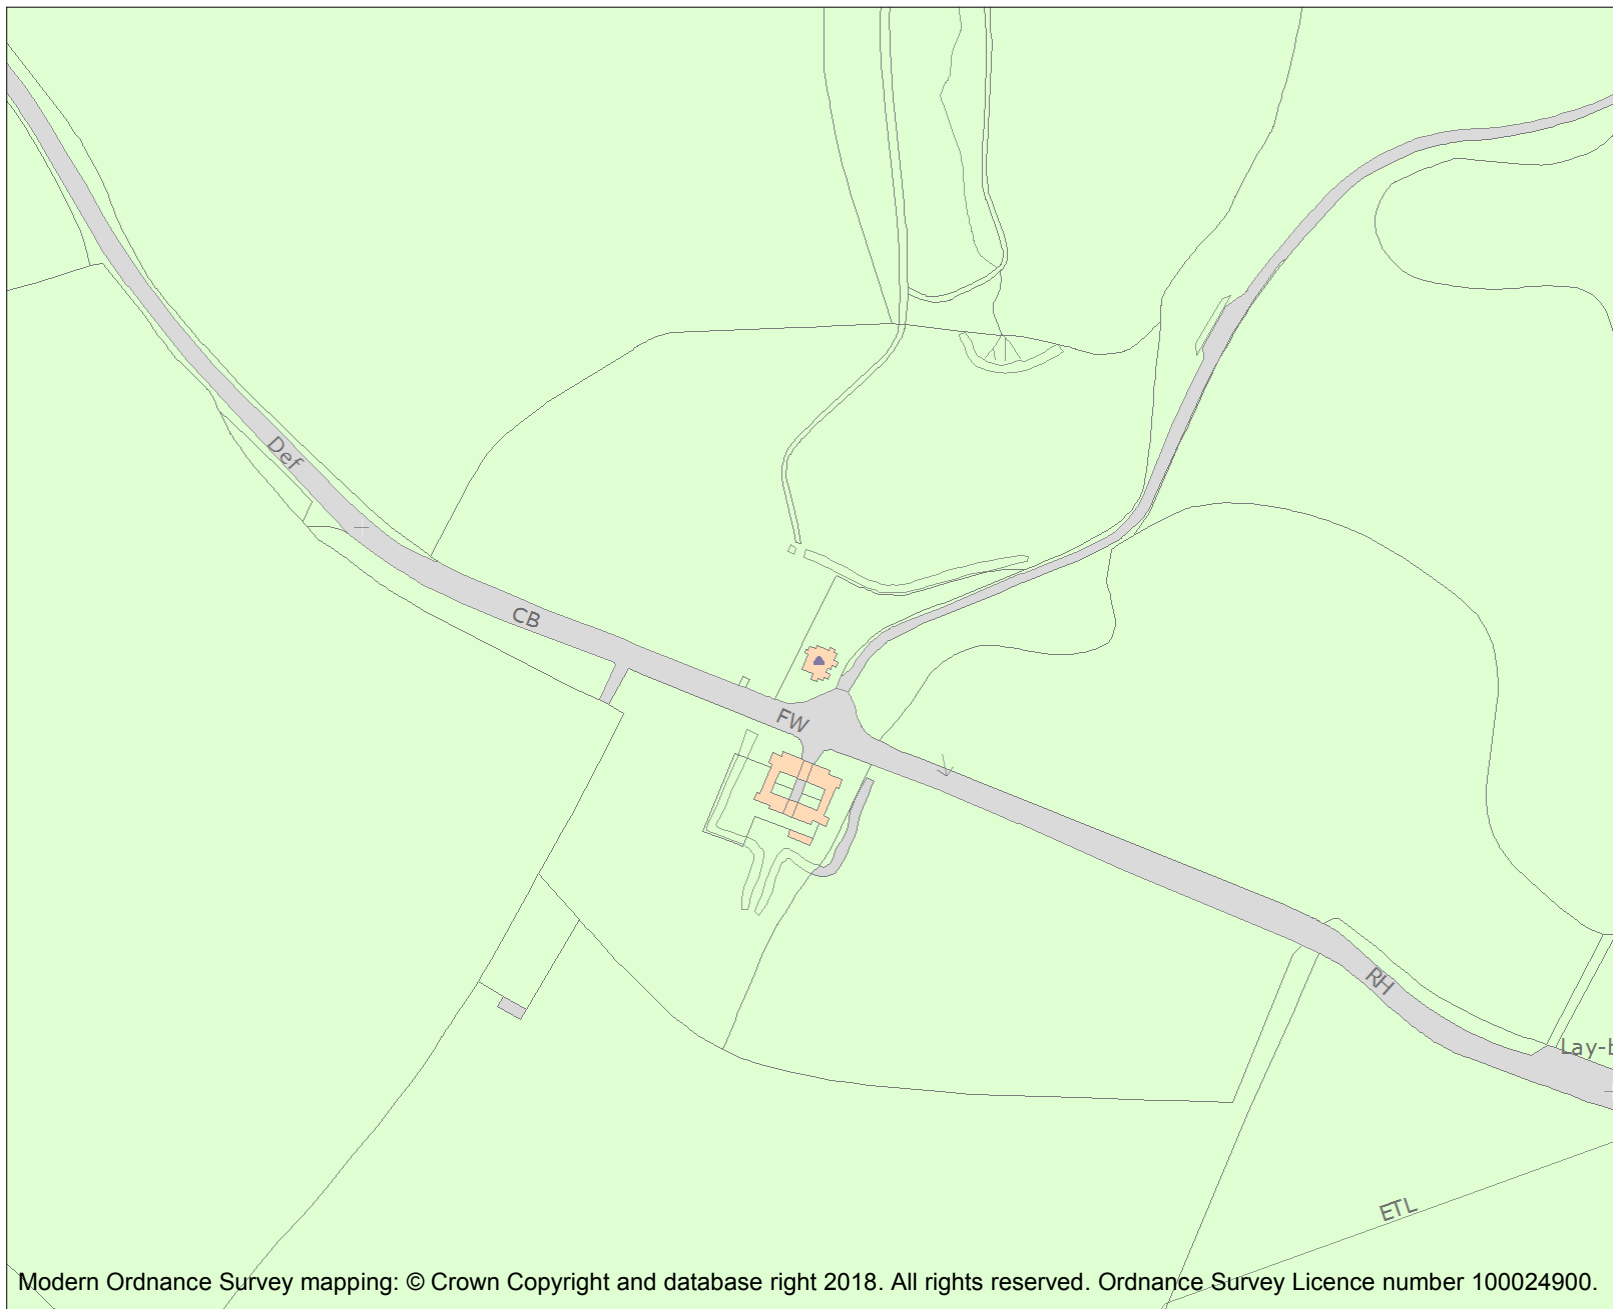 Def
CB
FW
RH
ETL
Modern Ordnance Survey mapping: © Crown Copyright and database right 2018. All rights reserved. Ordnance Survey Licence number 100024900.